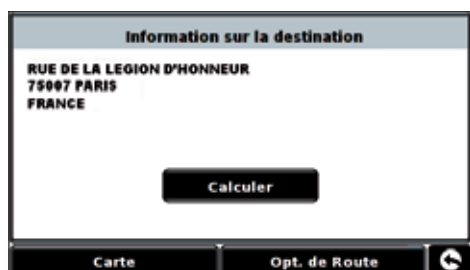 Information sur la destination
RUE DE LA LEGION D'HONNEUR
75007 PARIS
FRANCE
Calculer
Carte
Opt. de Route